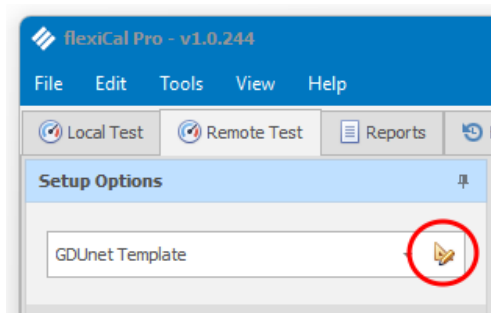 flexiCal Pro - v1.0.244
File Edit Tools View Help
Local Test Remote Test Reports
Setup Options
GDUnet Template